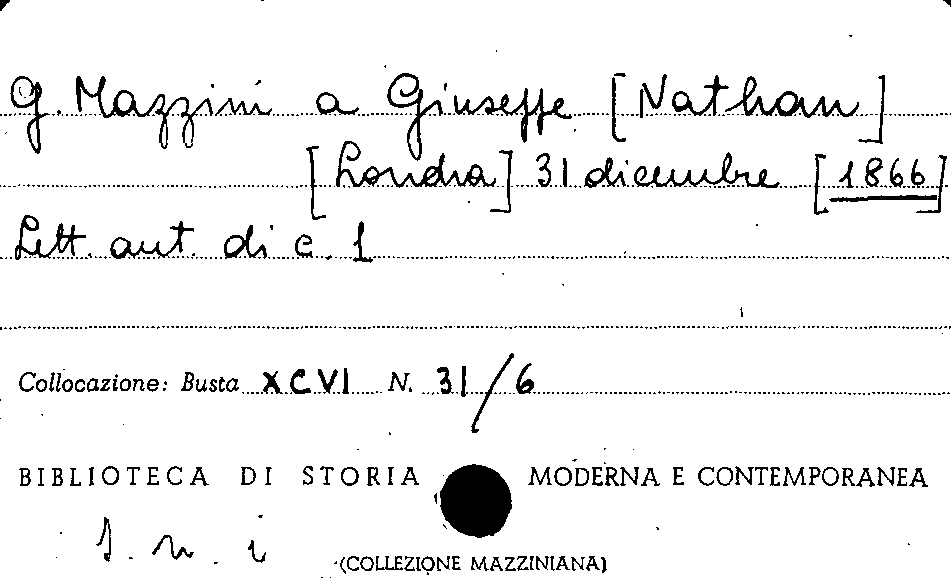 G. Mazzini a Giuseppe [Nathan]
[Londra] 31 dicembre [1866]
Lett. aut. di c. 1
Collocazione: Busta XCVI N. 31/6
BIBLIOTECA DI STORIA MODERNA E CONTEMPORANEA
(COLLEZIONE MAZZINIANA)